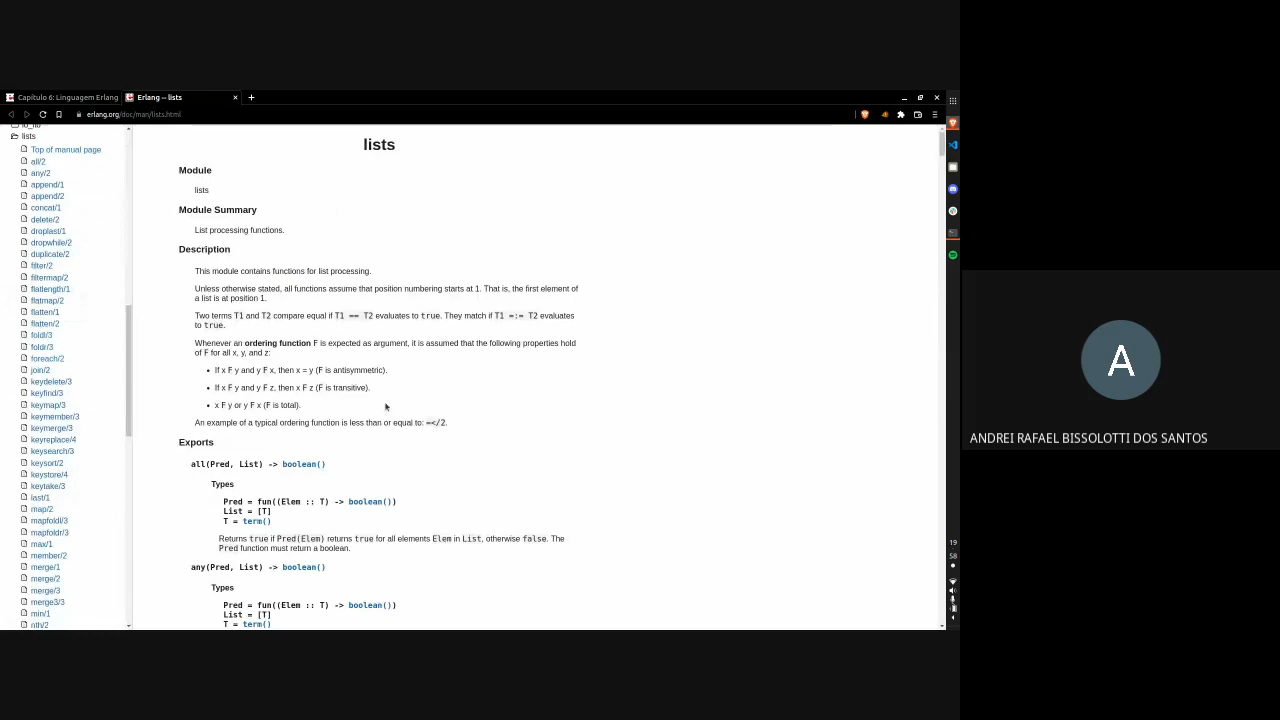 Capítulo 6: Linguagem Erlang
Erlang -- lists
erlang.org/doc/man/lists.html
lists
Top of manual page
all/2
any/2
append/1
append/2
concat/1
delete/2
droplast/1
dropwhile/2
duplicate/2
filter/2
filtermap/2
flatlength/1
flatmap/2
flatten/1
flatten/2
foldl/3
foldr/3
foreach/2
join/2
keydelete/3
keyfind/3
keymap/3
keymember/3
keymerge/3
keyreplace/4
keysearch/3
keysort/2
keystore/4
keytake/3
last/1
map/2
mapfoldl/3
mapfoldr/3
max/1
member/2
merge/1
merge/2
merge/3
merge3/3
min/1
nth/2
lists
Module
lists
Module Summary
List processing functions.
Description
This module contains functions for list processing.
Unless otherwise stated, all functions assume that position numbering starts at 1. That is, the first element of
a list is at position 1.
Two terms T1 and T2 compare equal if T1 == T2 evaluates to true. They match if T1 =:= T2 evaluates
to true.
Whenever an ordering function F is expected as argument, it is assumed that the following properties hold
of F for all x, y, and z:
• If x F y and y F x, then x = y (F is antisymmetric).
• If x F y and y F z, then x F z (F is transitive).
• x F y or y F x (F is total).
An example of a typical ordering function is less than or equal to: =</2.
Exports
all(Pred, List) -> boolean()
Types
Pred = fun((Elem :: T) -> boolean())
List = [T]
T = term()
Returns true if Pred(Elem) returns true for all elements Elem in List, otherwise false. The
Pred function must return a boolean.
any(Pred, List) -> boolean()
Types
Pred = fun((Elem :: T) -> boolean())
List = [T]
T = term()
19
58
A
ANDREI RAFAEL BISSOLOTTI DOS SANTOS